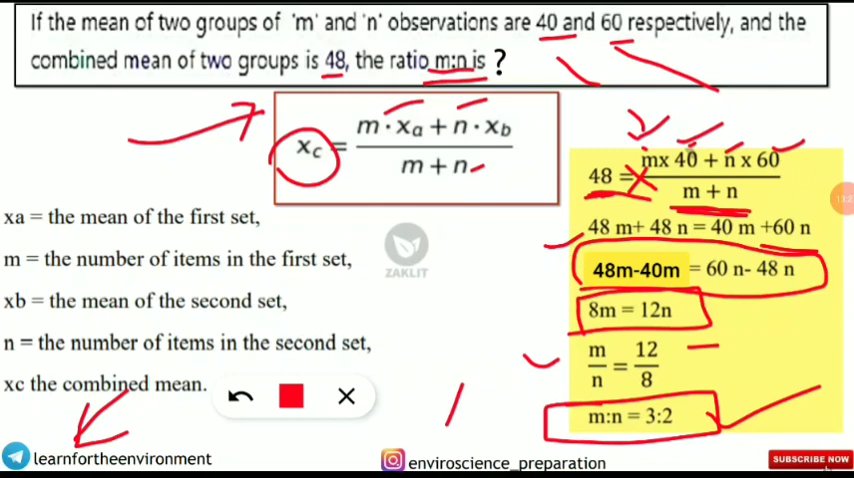 If the mean of two groups of 'm' and 'n' observations are 40 and 60 respectively, and the
combined mean of two groups is 48, the ratio m:n is ?
xc = m · xa + n · xb / m + n
xa = the mean of the first set,
m = the number of items in the first set,
xb = the mean of the second set,
n = the number of items in the second set,
xc the combined mean.
ZAKLIT
48 = mx 40 + n x 60 / m + n
48 m+ 48 n = 40 m +60 n
48m-40m = 60 n- 48 n
8m = 12n
m/n = 12/8
m:n = 3:2
learnfortheenvironment
enviroscience_preparation
SUBSCRIBE NOW